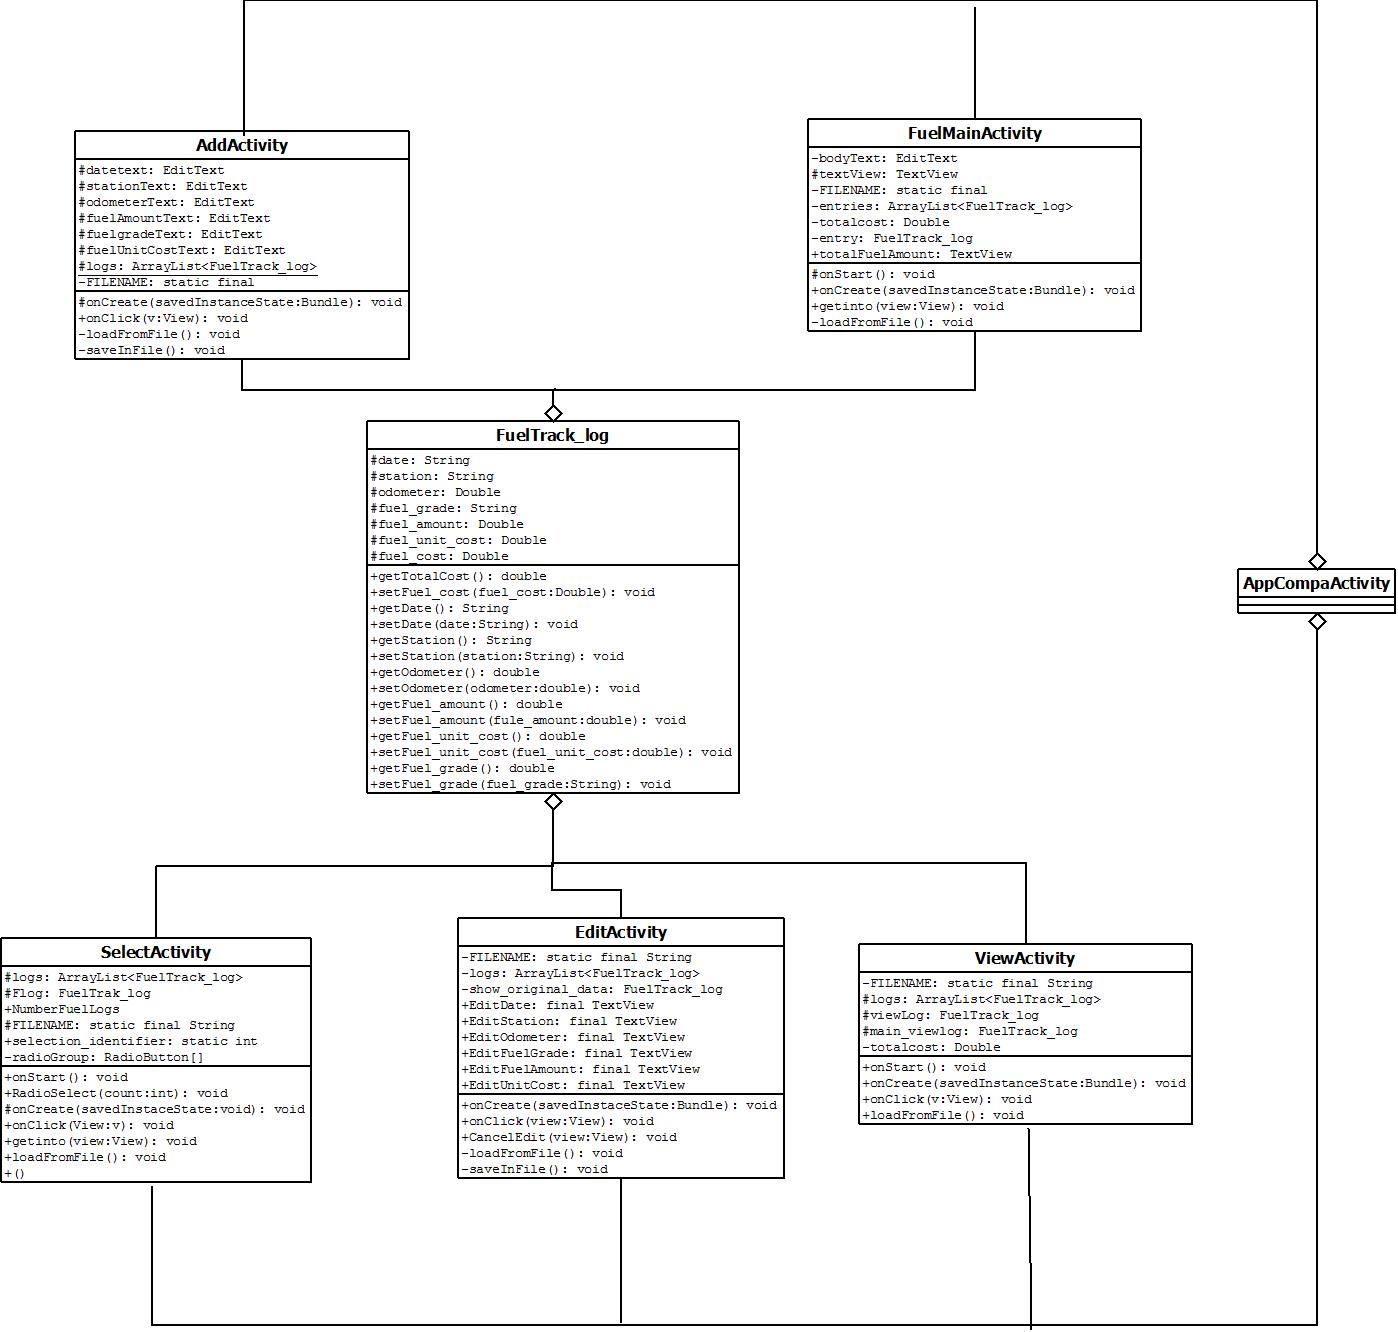 AddActivity
#datetext: EditText
#stationText: EditText
#odometerText: EditText
#fuelAmountText: EditText
#fuelgradeText: EditText
#fuelUnitCostText: EditText
#logs: ArrayList<FuelTrack_log>
-FILENAME: static final
#onCreate(savedInstanceState:Bundle): void
+onClick(v:View): void
-loadFromFile(): void
-saveInFile(): void
FuelMainActivity
-bodyText: EditText
#textView: TextView
-FILENAME: static final
-entries: ArrayList<FuelTrack_log>
-totalcost: Double
-entry: FuelTrack_log
+totalFuelAmount: TextView
#onStart(): void
+onCreate(savedInstanceState:Bundle): void
+getinto(view:View): void
-loadFromFile(): void
FuelTrack_log
#date: String
#station: String
#odometer: Double
#fuel_grade: String
#fuel_amount: Double
#fuel_unit_cost: Double
#fuel_cost: Double
+getTotalCost(): double
+setFuel_cost(fuel_cost:Double): void
+getDate(): String
+setDate(date:String): void
+getStation(): String
+setStation(station:String): void
+getOdometer(): double
+setOdometer(odometer:double): void
+getFuel_amount(): double
+setFuel_amount(fule_amount:double): void
+getFuel_unit_cost(): double
+setFuel_unit_cost(fuel_unit_cost:double): void
+getFuel_grade(): double
+setFuel_grade(fuel_grade:String): void
AppCompaActivity
SelectActivity
#logs: ArrayList<FuelTrack_log>
#Flog: FuelTrak_log
+NumberFuelLogs
#FILENAME: static final String
+selection_identifier: static int
-radioGroup: RadioButton[]
+onStart(): void
+RadioSelect(count:int): void
#onCreate(savedInstaceState:void): void
+onClick(View:v): void
+getinto(view:View): void
+loadFromFile(): void
+()
EditActivity
-FILENAME: static final String
-logs: ArrayList<FuelTrack_log>
-show_original_data: FuelTrack_log
+EditDate: final TextView
+EditStation: final TextView
+EditOdometer: final TextView
+EditFuelGrade: final TextView
+EditFuelAmount: final TextView
+EditUnitCost: final TextView
+onCreate(savedInstaceState:Bundle): void
+onClick(view:View): void
+CancelEdit(view:View): void
-loadFromFile(): void
-saveInFile(): void
ViewActivity
-FILENAME: static final String
#logs: ArrayList<FuelTrack_log>
#viewLog: FuelTrack_log
#main_viewlog: FuelTrack_log
-totalcost: Double
+onStart(): void
+onCreate(savedInstanceState:Bundle): void
+onClick(v:View): void
+loadFromFile(): void